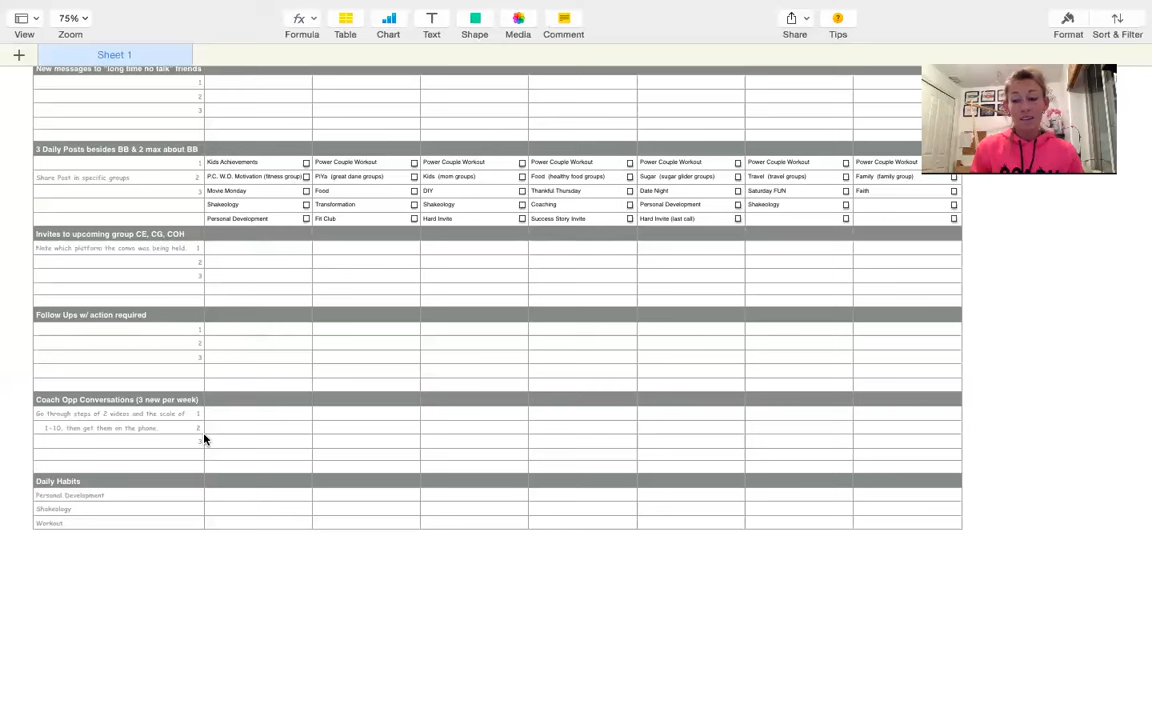 75%
fx
View Zoom Formula Table Chart Text Shape Media Comment Share Tips Format Sort & Filter
Sheet 1
New messages to "long time no talk" friends
1
2
3
3 Daily Posts besides BB & 2 max about BB
1 Kids Achievements Power Couple Workout Power Couple Workout Power Couple Workout Power Couple Workout Power Couple Workout Power Couple Workout
Share Post in specific groups 2 P.C. W.D. Motivation (fitness group) PiYa (great dane groups) Kids (mom groups) Food (healthy food groups) Sugar (sugar glider groups) Travel (travel groups) Family (family group)
3 Movie Monday Food DIY Thankful Thursday Date Night Saturday FUN Faith
Shakeology Transformation Shakeology Coaching Personal Development Shakeology
Personal Development Fit Club Hard Invite Success Story Invite Hard Invite (last call)
Invites to upcoming group CE, CG, COH
Note which platform the convo was being held. 1
2
3
Follow Ups w/ action required
1
2
3
Coach Opp Conversations (3 new per week)
Go through steps of 2 videos and the scale of 1
1-10, then get them on the phone. 2
3
Daily Habits
Personal Development
Shakeology
Workout